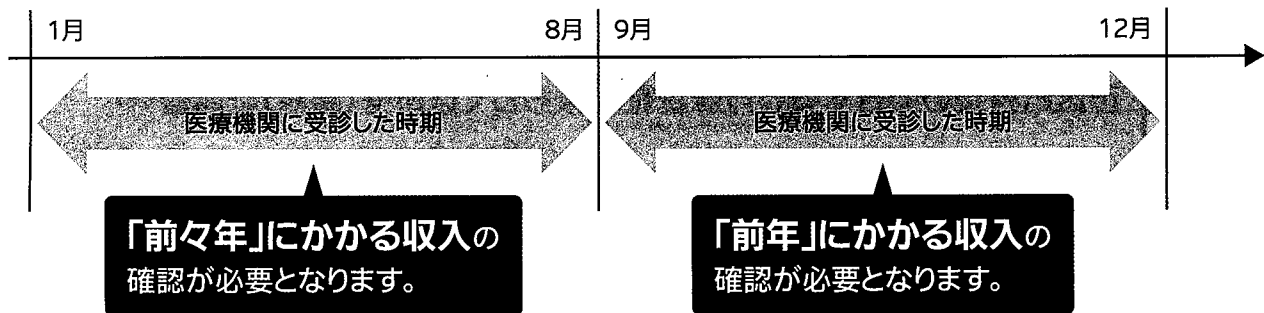 1月
8月
9月
12月
医療機関に受診した時期
医療機関に受診した時期
「前々年」にかかる収入の
確認が必要となります。
「前年」にかかる収入の
確認が必要となります。